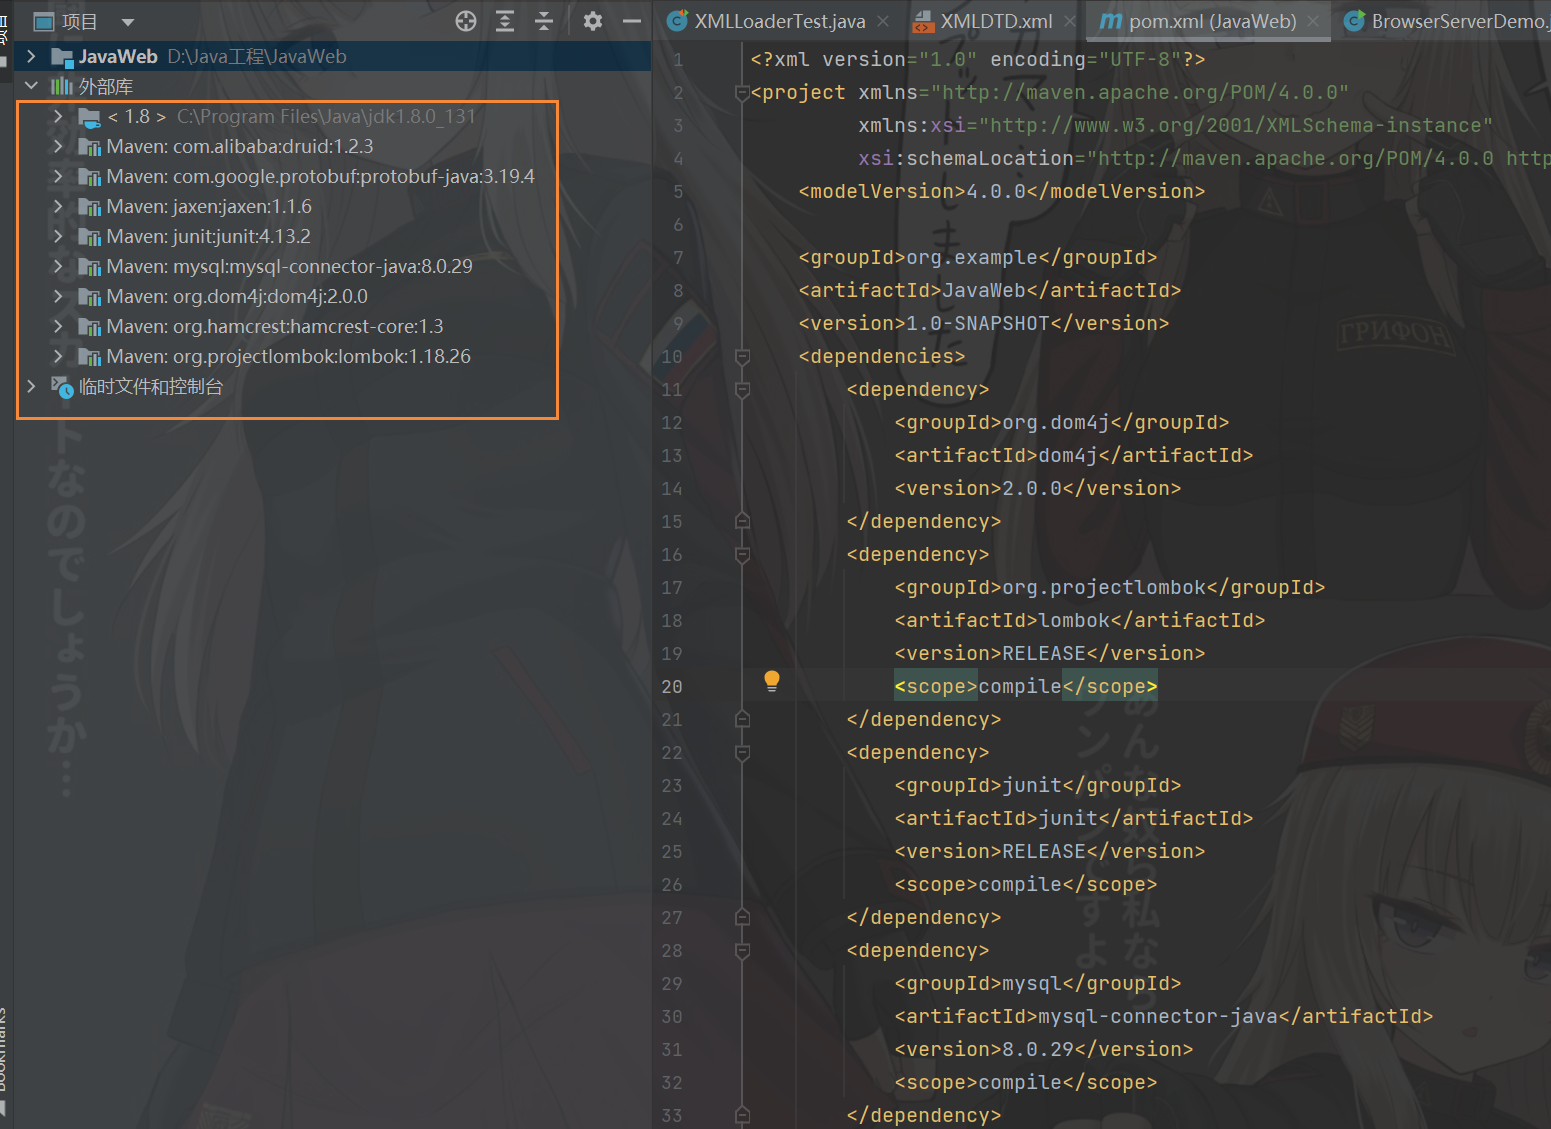 项目
JavaWeb D:\Java工程\JavaWeb
外部库
< 1.8 > C:\Program Files\Java\jdk1.8.0_131
Maven: com.alibaba:druid:1.2.3
Maven: com.google.protobuf:protobuf-java:3.19.4
Maven: jaxen:jaxen:1.1.6
Maven: junit:junit:4.13.2
Maven: mysql:mysql-connector-java:8.0.29
Maven: org.dom4j:dom4j:2.0.0
Maven: org.hamcrest:hamcrest-core:1.3
Maven: org.projectlombok:lombok:1.18.26
临时文件和控制台
Bookmarks
XMLLoaderTest.java XMLDTD.xml pom.xml (JavaWeb) BrowserServerDemo.j
1 <?xml version="1.0" encoding="UTF-8"?>
2 <project xmlns="http://maven.apache.org/POM/4.0.0"
3 xmlns:xsi="http://www.w3.org/2001/XMLSchema-instance"
4 xsi:schemaLocation="http://maven.apache.org/POM/4.0.0 http
5 <modelVersion>4.0.0</modelVersion>
6
7 <groupId>org.example</groupId>
8 <artifactId>JavaWeb</artifactId>
9 <version>1.0-SNAPSHOT</version>
10 <dependencies>
11 <dependency>
12 <groupId>org.dom4j</groupId>
13 <artifactId>dom4j</artifactId>
14 <version>2.0.0</version>
15 </dependency>
16 <dependency>
17 <groupId>org.projectlombok</groupId>
18 <artifactId>lombok</artifactId>
19 <version>RELEASE</version>
20 <scope>compile</scope>
21 </dependency>
22 <dependency>
23 <groupId>junit</groupId>
24 <artifactId>junit</artifactId>
25 <version>RELEASE</version>
26 <scope>compile</scope>
27 </dependency>
28 <dependency>
29 <groupId>mysql</groupId>
30 <artifactId>mysql-connector-java</artifactId>
31 <version>8.0.29</version>
32 <scope>compile</scope>
33 </dependency>
ГРИФОН
なのでしょうか…